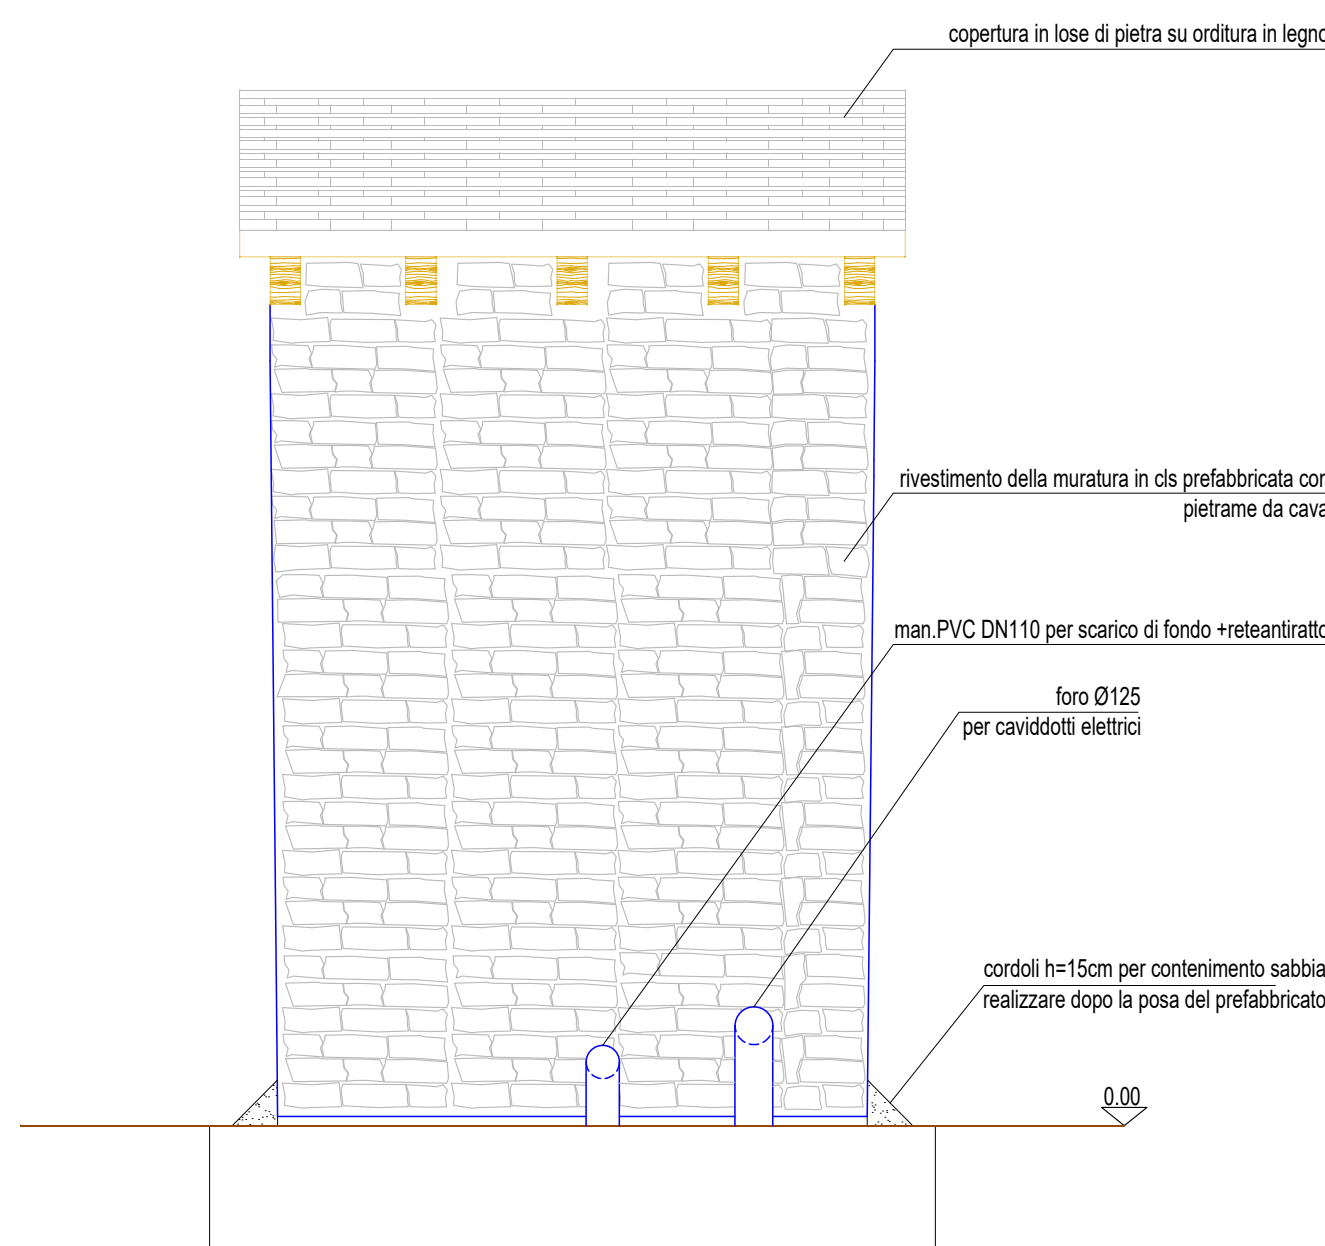 copertura in lose di pietra su orditura in legno
rivestimento della muratura in cls prefabbricata con
pietrame da cava
man.PVC DN110 per scarico di fondo +reteantiratto
foro Ø125
per caviddotti elettrici
cordoli h=15cm per contenimento sabbia
realizzare dopo la posa del prefabbricato
0.00